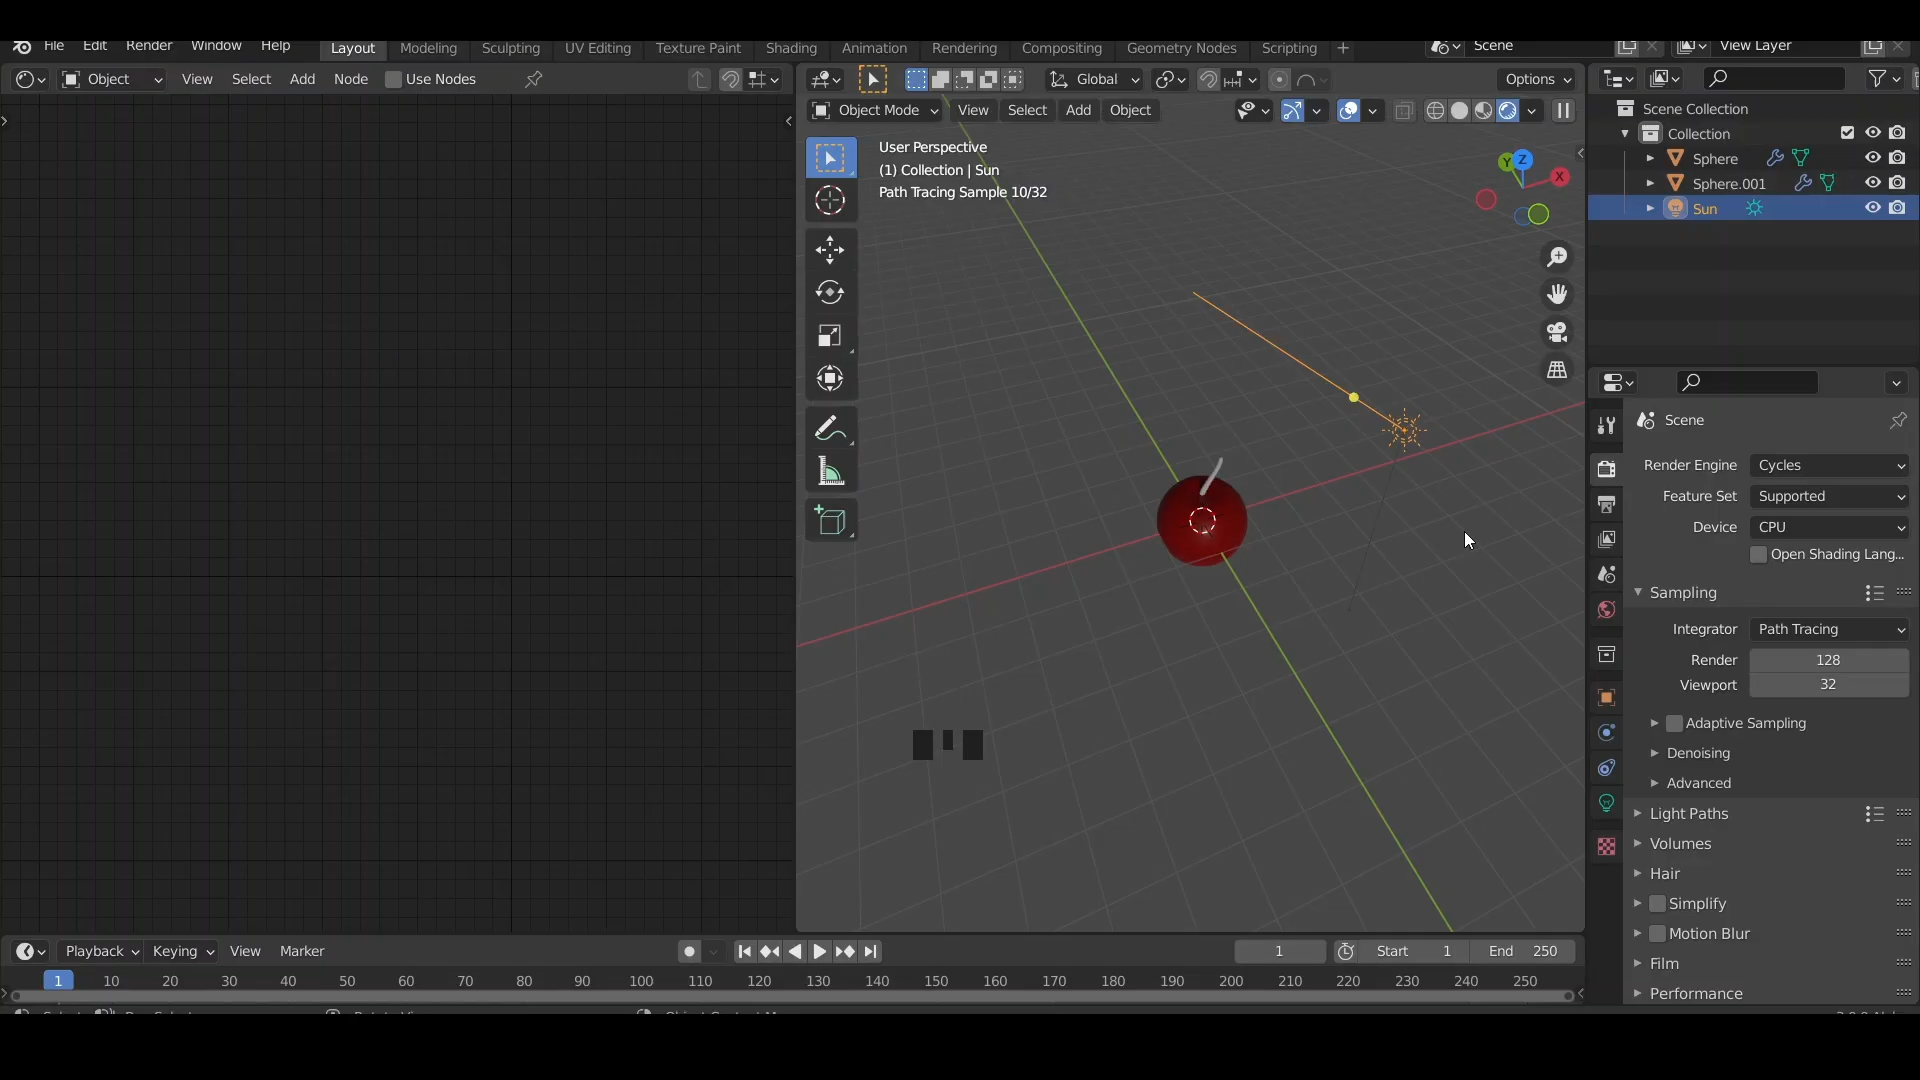 File Edit Render Window Help Layout Modeling Sculpting UV Editing Texture Paint Shading Animation Rendering Compositing Geometry Nodes Scripting Scene View Layer
Object View Select Add Node Use Nodes Global Options
Object Mode View Select Add Object
User Perspective
(1) Collection | Sun
Path Tracing Sample 10/32
Y Z X
Scene Collection
Collection
Sphere
Sphere.001
Sun
Scene
Render Engine Cycles
Feature Set Supported
Device CPU
Open Shading Lang...
Sampling
Integrator Path Tracing
Render 128
Viewport 32
Adaptive Sampling
Denoising
Advanced
Light Paths
Volumes
Hair
Simplify
Motion Blur
Film
Performance
Playback Keying View Marker 1 Start 1 End 250
1 10 20 30 40 50 60 70 80 90 100 110 120 130 140 150 160 170 180 190 200 210 220 230 240 250